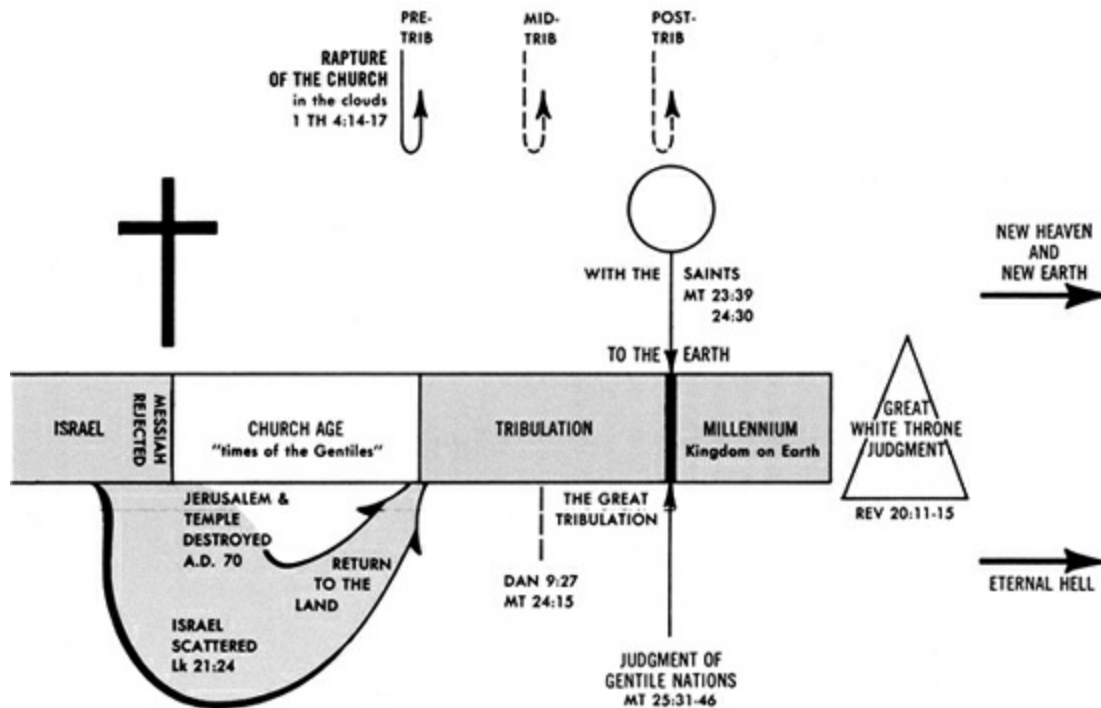 PRE-
TRIB
MID-
TRIB
POST-
TRIB
RAPTURE
OF THE CHURCH
in the clouds
1 TH 4:14-17
NEW HEAVEN
AND
NEW EARTH
WITH THE SAINTS
MT 23:39
24:30
TO THE EARTH
ISRAEL
MESSIAH
REJECTED
CHURCH AGE
"times of the Gentiles"
TRIBULATION
MILLENNIUM
Kingdom on Earth
GREAT
WHITE THRONE
JUDGMENT
REV 20:11-15
JERUSALEM &
TEMPLE
DESTROYED
A.D. 70
RETURN
TO THE
LAND
ISRAEL
SCATTERED
Lk 21:24
THE GREAT
TRIBULATION
DAN 9:27
MT 24:15
JUDGMENT OF
GENTILE NATIONS
MT 25:31-46
ETERNAL HELL